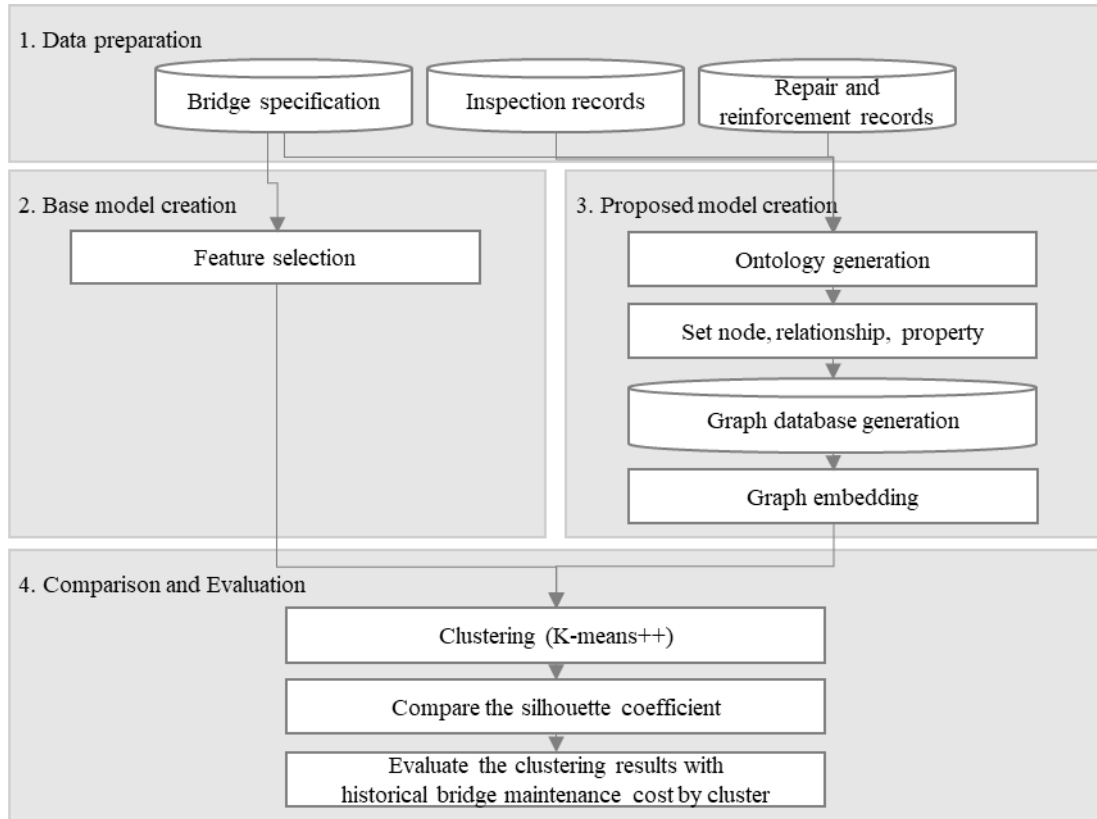 1. Data preparation
Bridge specification
Inspection records
Repair and
reinforcement records
2. Base model creation
Feature selection
3. Proposed model creation
Ontology generation
Set node, relationship, property
Graph database generation
Graph embedding
4. Comparison and Evaluation
Clustering (K-means++)
Compare the silhouette coefficient
Evaluate the clustering results with
historical bridge maintenance cost by cluster